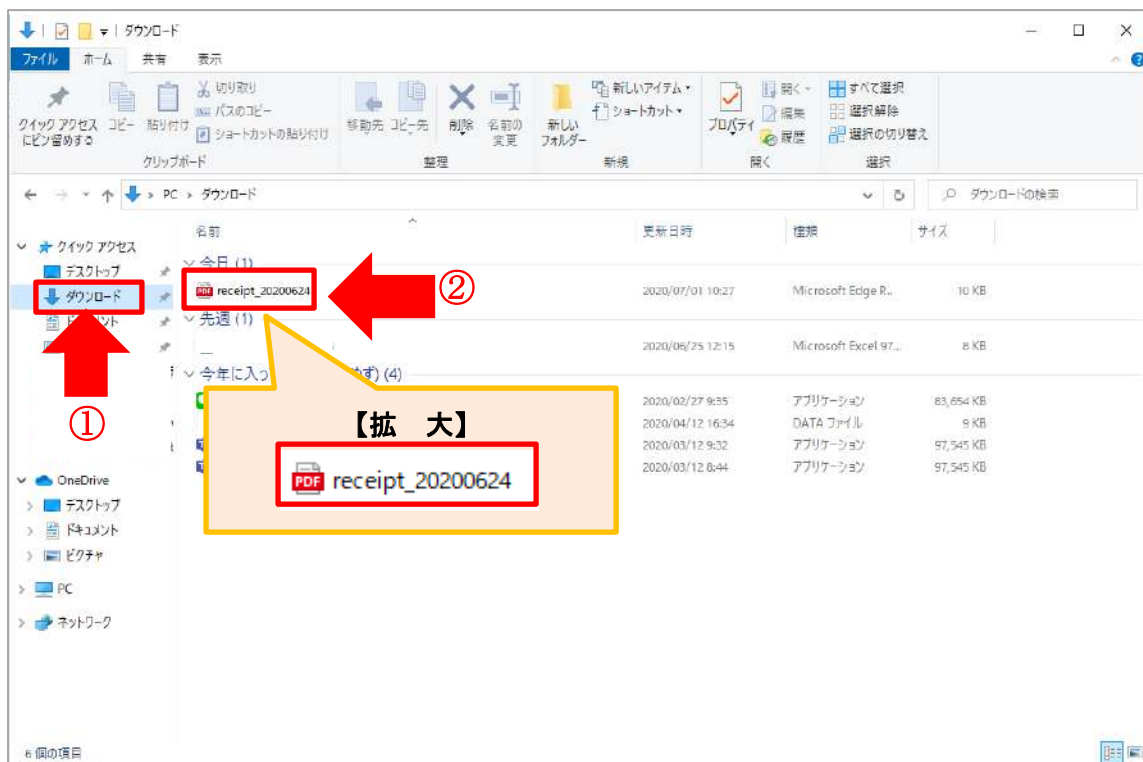 ダウンロード
ファイル ホーム 共有 表示
クイック アクセス
にピン留めする
コピー
貼り付け
切り取り
パスのコピー
ショートカットの貼り付け
クリップボード
移動先 コピー先 削除 名前の
変更
整理
新しい
フォルダー
新しいアイテム
ショートカット
新規
プロパティ
開く
編集
履歴
開く
すべて選択
選択解除
選択の切り替え
選択
PC ダウンロード
ダウンロードの検索
名前 更新日時 種類 サイズ
クイック アクセス
デスクトップ
ダウンロード
①
今日 (1)
receipt_20200624 2020/07/01 10:27 Microsoft Edge R... 10 KB
②
先週 (1)
2020/06/25 12:15 Microsoft Excel 97... 8 KB
今年に入っ
めず) (4)
2020/02/27 9:35 アプリケーション 83,654 KB
2020/04/12 16:34 DATA ファイル 9 KB
2020/03/12 9:32 アプリケーション 97,545 KB
2020/03/12 8:44 アプリケーション 97,545 KB
【拡 大】
PDF receipt_20200624
OneDrive
デスクトップ
ドキュメント
ピクチャ
PC
ネットワーク
6 個の項目